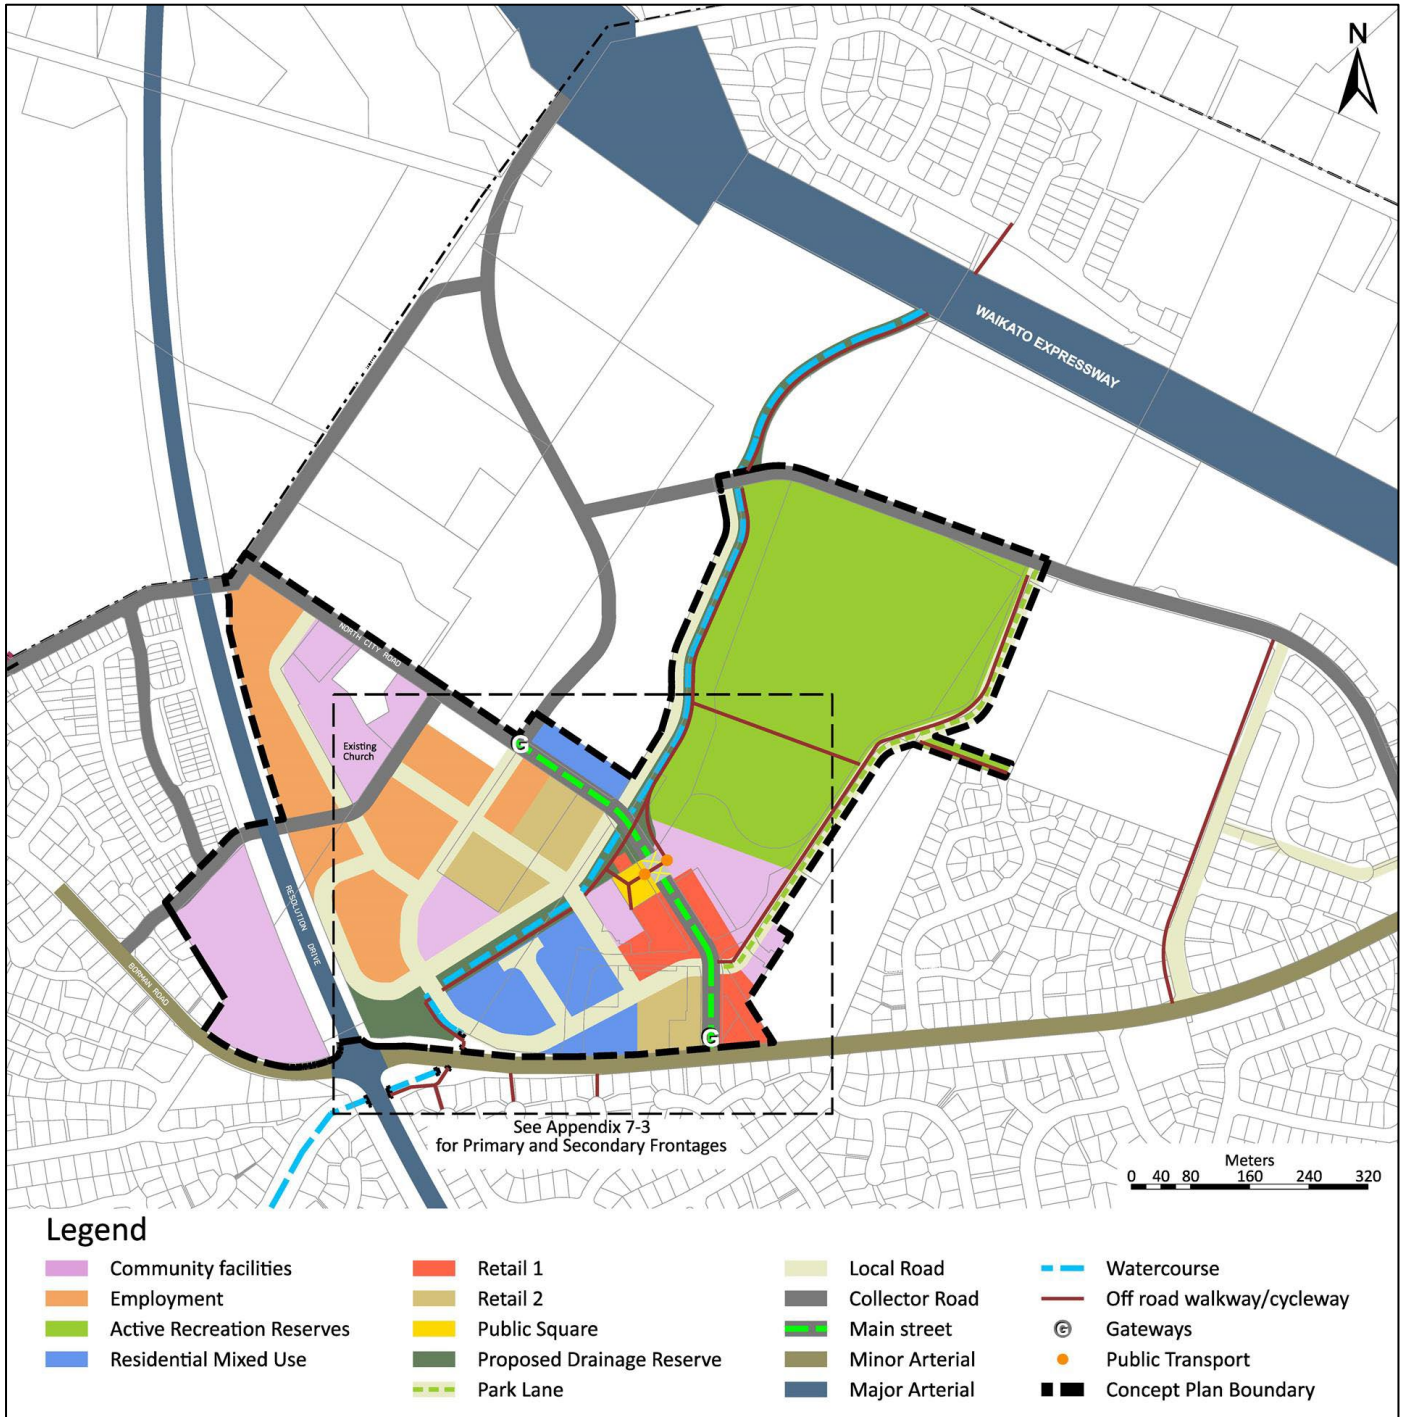 N
WAIKATO EXPRESSWAY
NORTH CITY ROAD
G
Existing
Church
RESOLUTION DRIVE
BORMAN ROAD
G
See Appendix 7-3
for Primary and Secondary Frontages
Meters
0 40 80 160 240 320
Legend
Community facilities
Employment
Active Recreation Reserves
Residential Mixed Use
Retail 1
Retail 2
Public Square
Proposed Drainage Reserve
Park Lane
Local Road
Collector Road
Main street
Minor Arterial
Major Arterial
Watercourse
Off road walkway/cycleway
G Gateways
Public Transport
Concept Plan Boundary